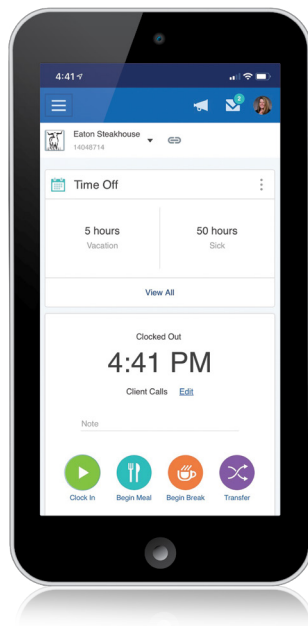 4:41
2
Eaton Steakhouse
14048714
Time Off
5 hours
50 hours
Vacation
Sick
View All
Clocked Out
4:41 PM
Client Calls Edit
Note
Clock In
Begin Meal
Begin Break
Transfer